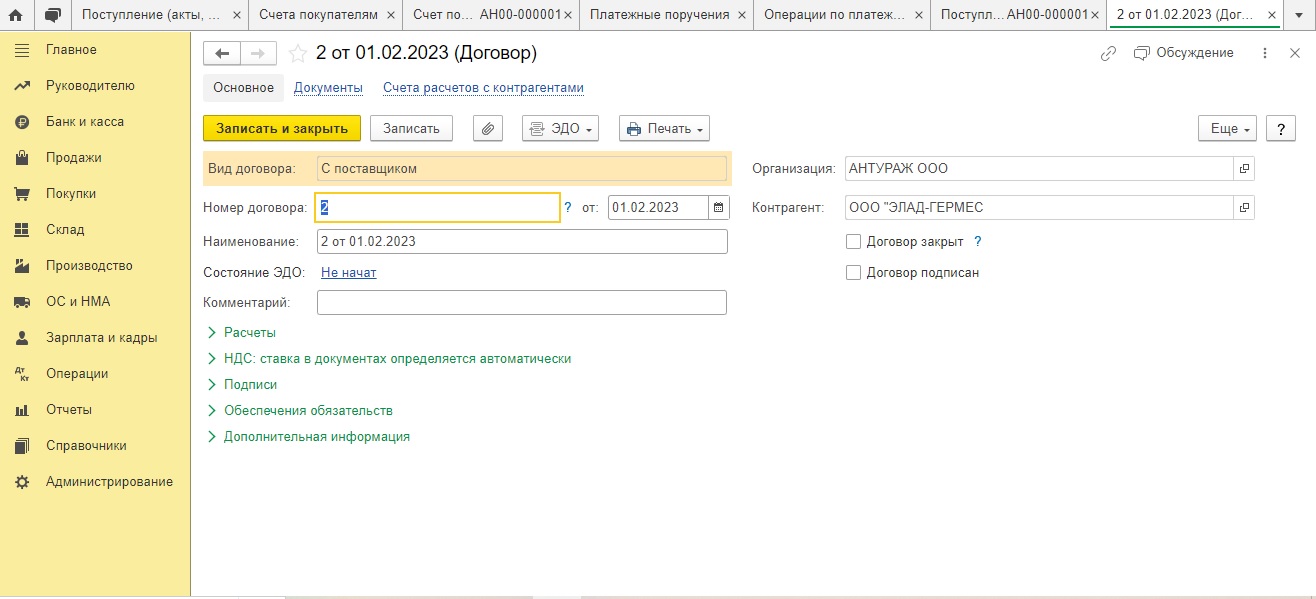 Поступление (акты, ... × Счета покупателям × Счет по... АН00-000001 × Платежные поручения × Операции по платеж... × Поступл... АН00-000001 × 2 от 01.02.2023 (Дог... ×
Главное
Руководителю
Банк и касса
Продажи
Покупки
Склад
Производство
ОС и НМА
Зарплата и кадры
Дт Кт Операции
Отчеты
Справочники
Администрирование
2 от 01.02.2023 (Договор)
Обсуждение
Основное Документы Счета расчетов с контрагентами
Записать и закрыть Записать ЭДО Печать Еще ?
Вид договора: С поставщиком Организация: АНТУРАЖ ООО
Номер договора: 2 ? от: 01.02.2023 Контрагент: ООО "ЭЛАД-ГЕРМЕС
Наименование: 2 от 01.02.2023 Договор закрыт ?
Состояние ЭДО: Не начат Договор подписан
Комментарий:
Расчеты
НДС: ставка в документах определяется автоматически
Подписи
Обеспечения обязательств
Дополнительная информация